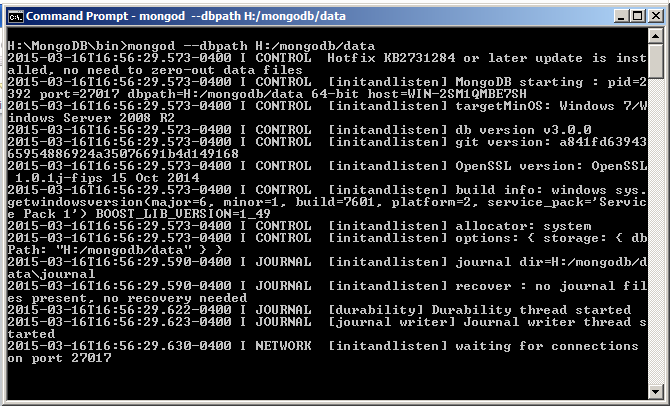 Command Prompt - mongod --dbpath H:/mongodb/data
H:\MongoDB\bin>mongod --dbpath H:/mongodb/data
2015-03-16T16:56:29.573-0400 I CONTROL  Hotfix KB2731284 or later update is inst
alled, no need to zero-out data files
2015-03-16T16:56:29.573-0400 I CONTROL  [initandlisten] MongoDB starting : pid=2
392 port=27017 dbpath=H:/mongodb/data 64-bit host=WIN-2SM1QMBE7SH
2015-03-16T16:56:29.573-0400 I CONTROL  [initandlisten] targetMinOS: Windows 7/W
indows Server 2008 R2
2015-03-16T16:56:29.573-0400 I CONTROL  [initandlisten] db version v3.0.0
2015-03-16T16:56:29.573-0400 I CONTROL  [initandlisten] git version: a841fd63943
65954886924a35076691b4d149168
2015-03-16T16:56:29.573-0400 I CONTROL  [initandlisten] OpenSSL version: OpenSSL
 1.0.1j-fips 15 Oct 2014
2015-03-16T16:56:29.573-0400 I CONTROL  [initandlisten] build info: windows sys.
getwindowsversion(major=6, minor=1, build=7601, platform=2, service_pack='Servic
e Pack 1') BOOST_LIB_VERSION=1_49
2015-03-16T16:56:29.573-0400 I CONTROL  [initandlisten] allocator: system
2015-03-16T16:56:29.573-0400 I CONTROL  [initandlisten] options: { storage: { db
Path: "H:/mongodb/data" } }
2015-03-16T16:56:29.590-0400 I JOURNAL  [initandlisten] journal dir=H:/mongodb/d
ata\journal
2015-03-16T16:56:29.590-0400 I JOURNAL  [initandlisten] recover : no journal fil
es present, no recovery needed
2015-03-16T16:56:29.622-0400 I JOURNAL  [durability] Durability thread started
2015-03-16T16:56:29.623-0400 I JOURNAL  [journal writer] Journal writer thread s
tarted
2015-03-16T16:56:29.630-0400 I NETWORK  [initandlisten] waiting for connections
on port 27017